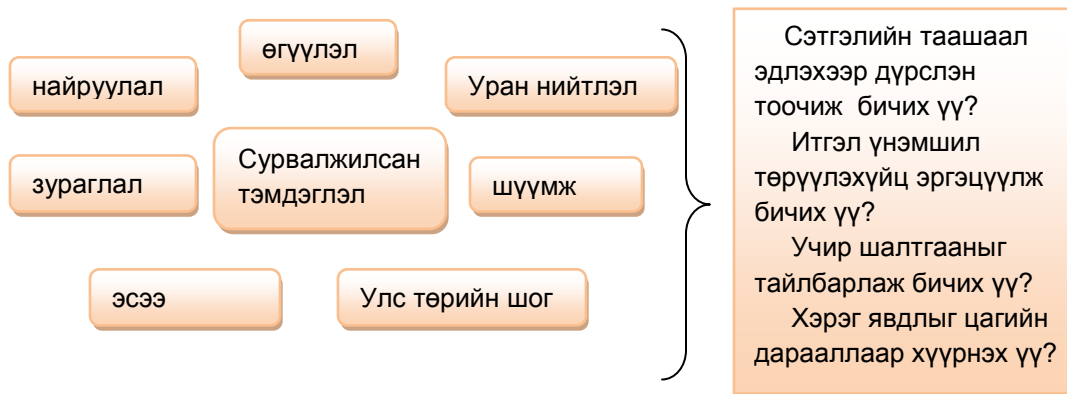 өгүүлэл
найруулал
Уран нийтлэл
Сурвалжилсан
тэмдэглэл
зураглал
шүүмж
эсээ
Улс төрийн шог
Сэтгэлийн таашаал
эдлэхээр дүрслэн
тоочиж бичих үү?
Итгэл үнэмшил
төрүүлэхүйц эргэцүүлж
бичих үү?
Учир шалтгааныг
тайлбарлаж бичих үү?
Хэрэг явдлыг цагийн
дарааллаар хүүрнэх үү?